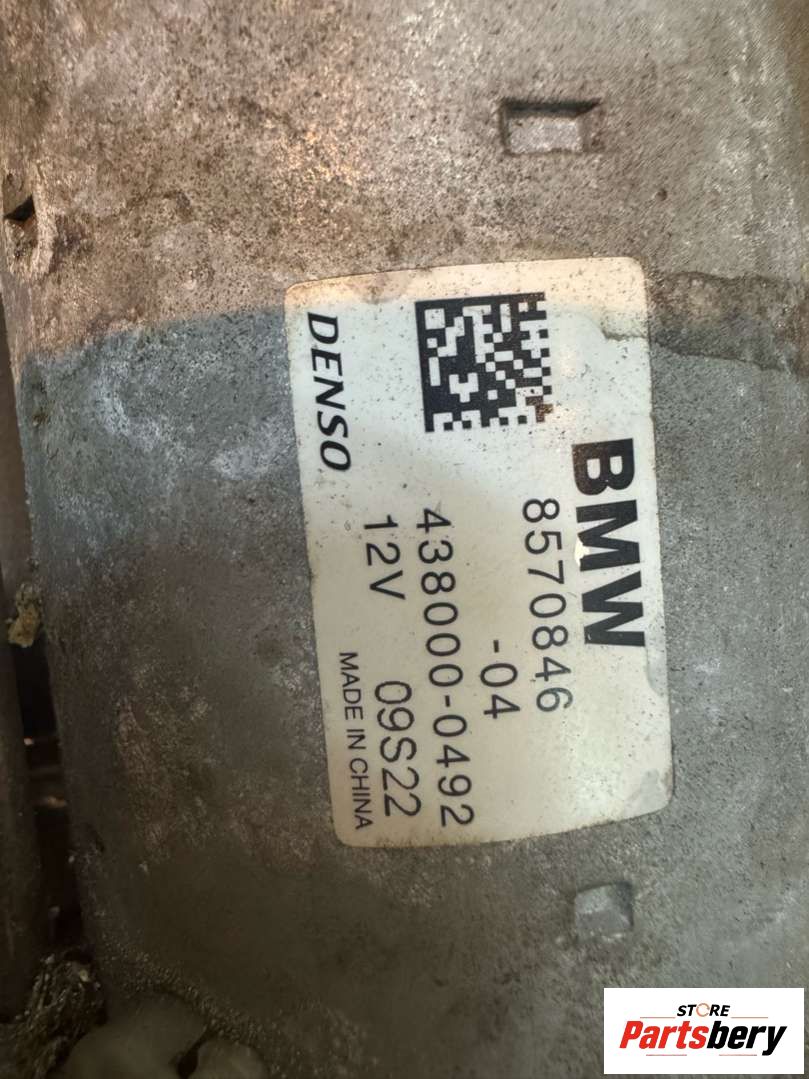 BMW
8570846
-04
438000-0492
12V 09S22
DENSO
MADE IN CHINA
STORE
Partsbery